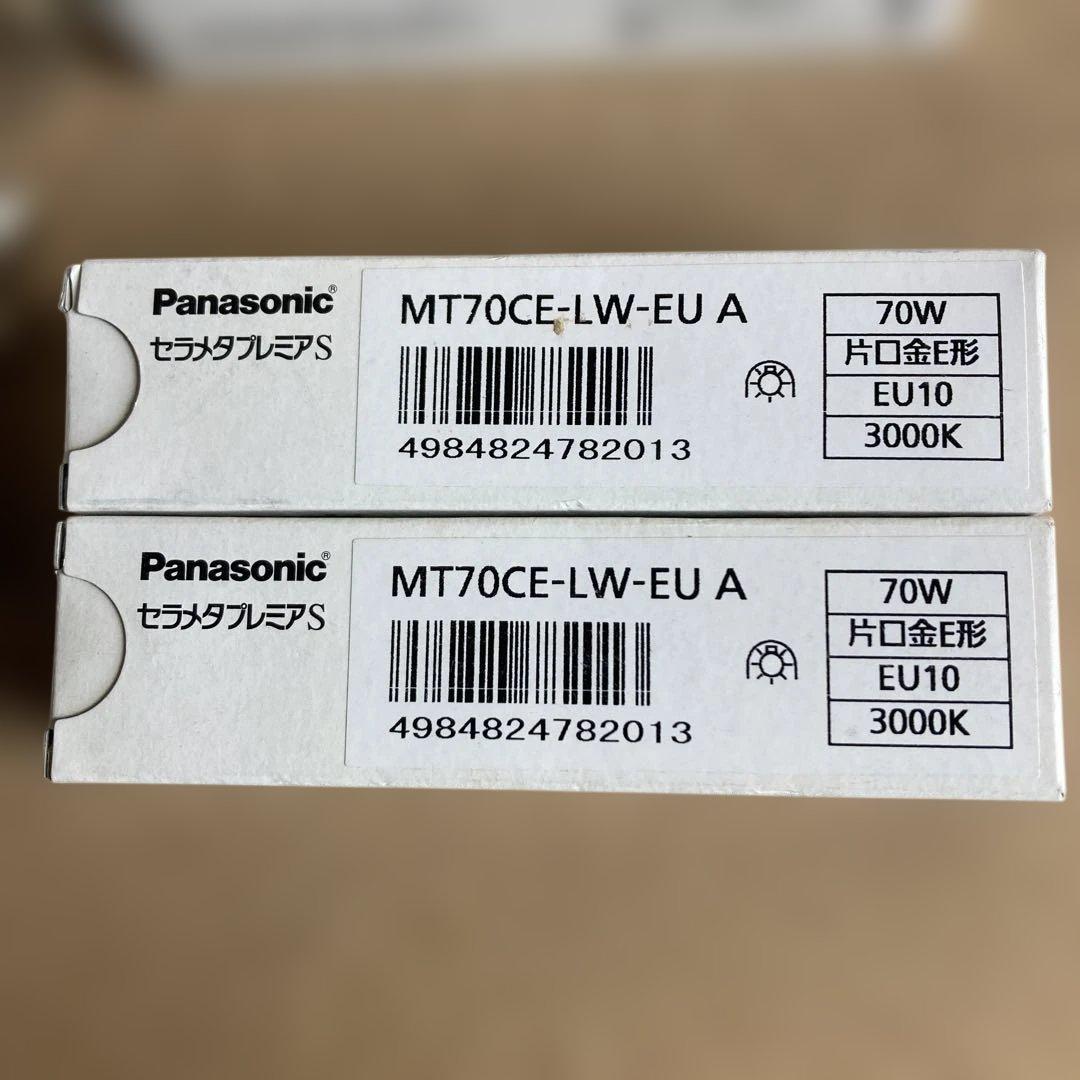 Panasonic®
セラメタプレミアS
MT70CE-LW-EU A
4984824782013
70W
片口金E形
EU10
3000K
Panasonic®
セラメタプレミアS
MT70CE-LW-EU A
4984824782013
70W
片口金E形
EU10
3000K